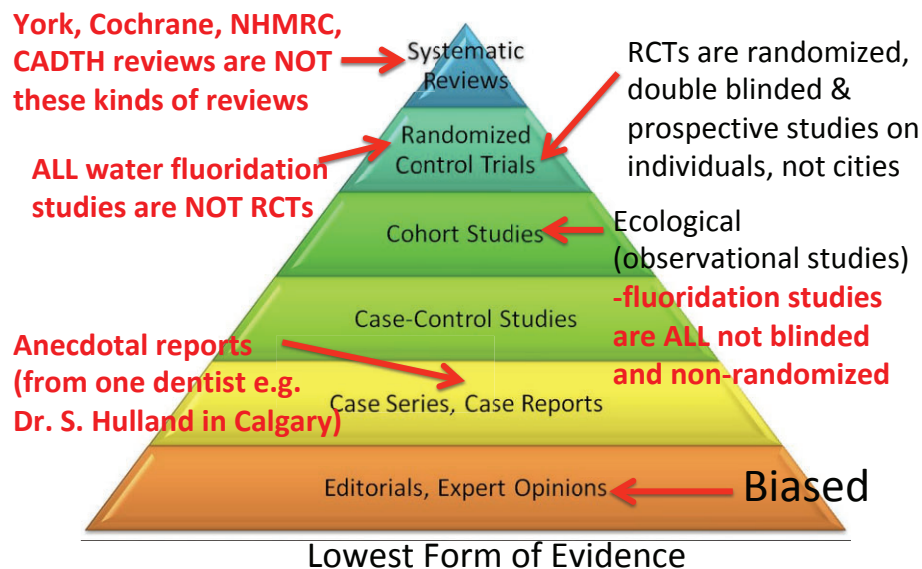 York, Cochrane, NHMRC,
CADTH reviews are NOT
these kinds of reviews
Systematic
Reviews
RCTs are randomized,
double blinded &
prospective studies on
individuals, not cities
Randomized
Control Trials
ALL water fluoridation
studies are NOT RCTs
Cohort Studies
Ecological
(observational studies)
-fluoridation studies
are ALL not blinded
and non-randomized
Case-Control Studies
Anecdotal reports
(from one dentist e.g.
Dr. S. Hulland in Calgary)
Case Series, Case Reports
Editorials, Expert Opinions
Biased
Lowest Form of Evidence